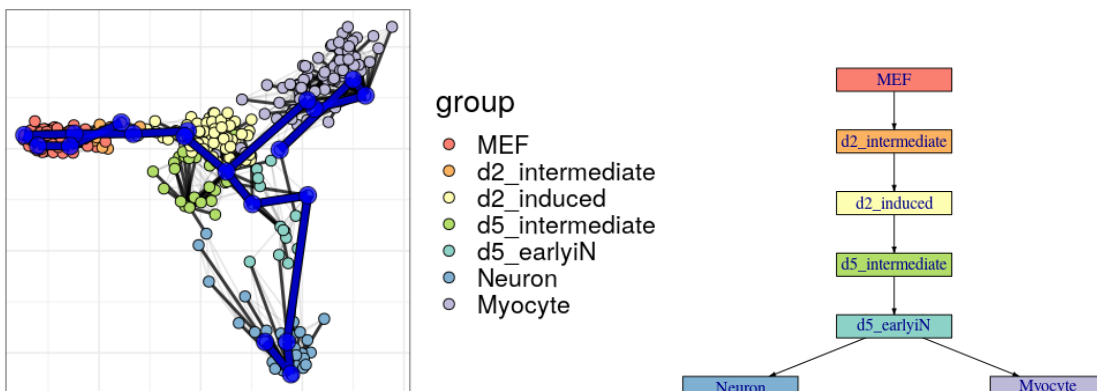 group
MEF
d2_intermediate
d2_induced
d5_intermediate
d5_earlyiN
Neuron
Myocyte
MEF
d2_intermediate
d2_induced
d5_intermediate
d5_earlyiN
Neuron
Myocyte